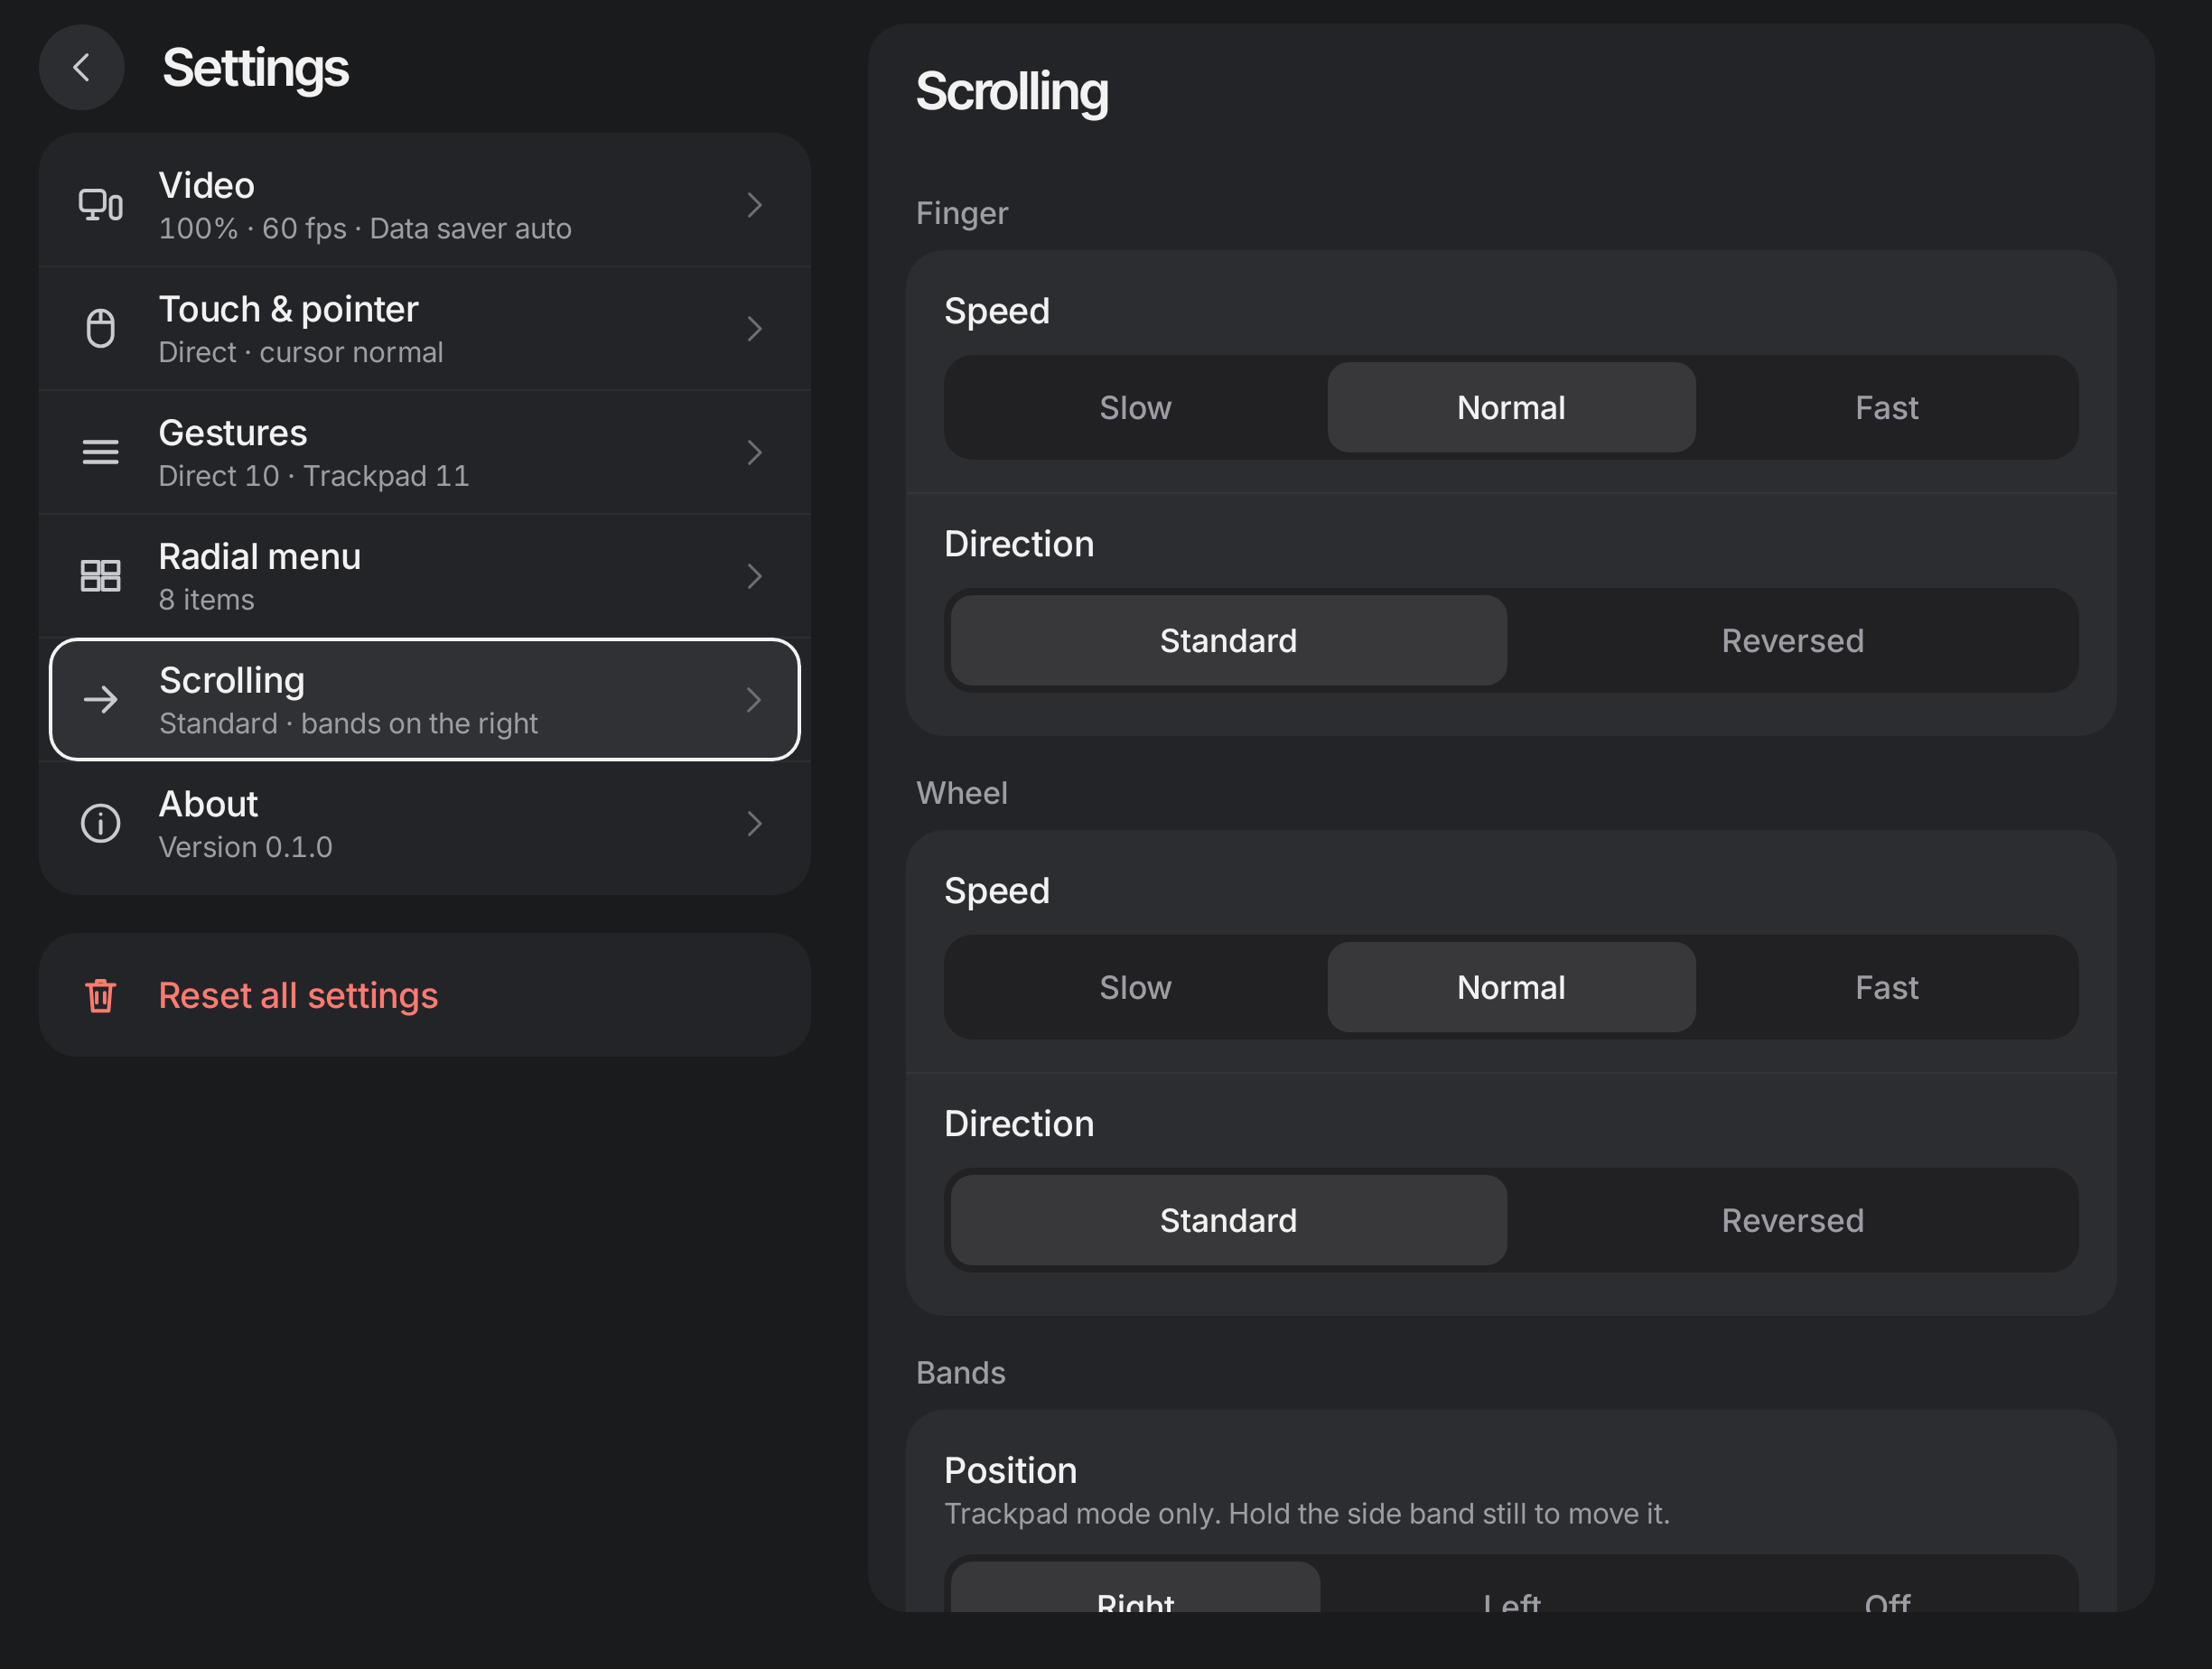 Settings
Video
100% · 60 fps · Data saver auto
Touch & pointer
Direct · cursor normal
Gestures
Direct 10 · Trackpad 11
Radial menu
8 items
Scrolling
Standard · bands on the right
About
Version 0.1.0
Reset all settings
Scrolling
Finger
Speed
Slow Normal Fast
Direction
Standard Reversed
Wheel
Speed
Slow Normal Fast
Direction
Standard Reversed
Bands
Position
Trackpad mode only. Hold the side band still to move it.
Right Left Off